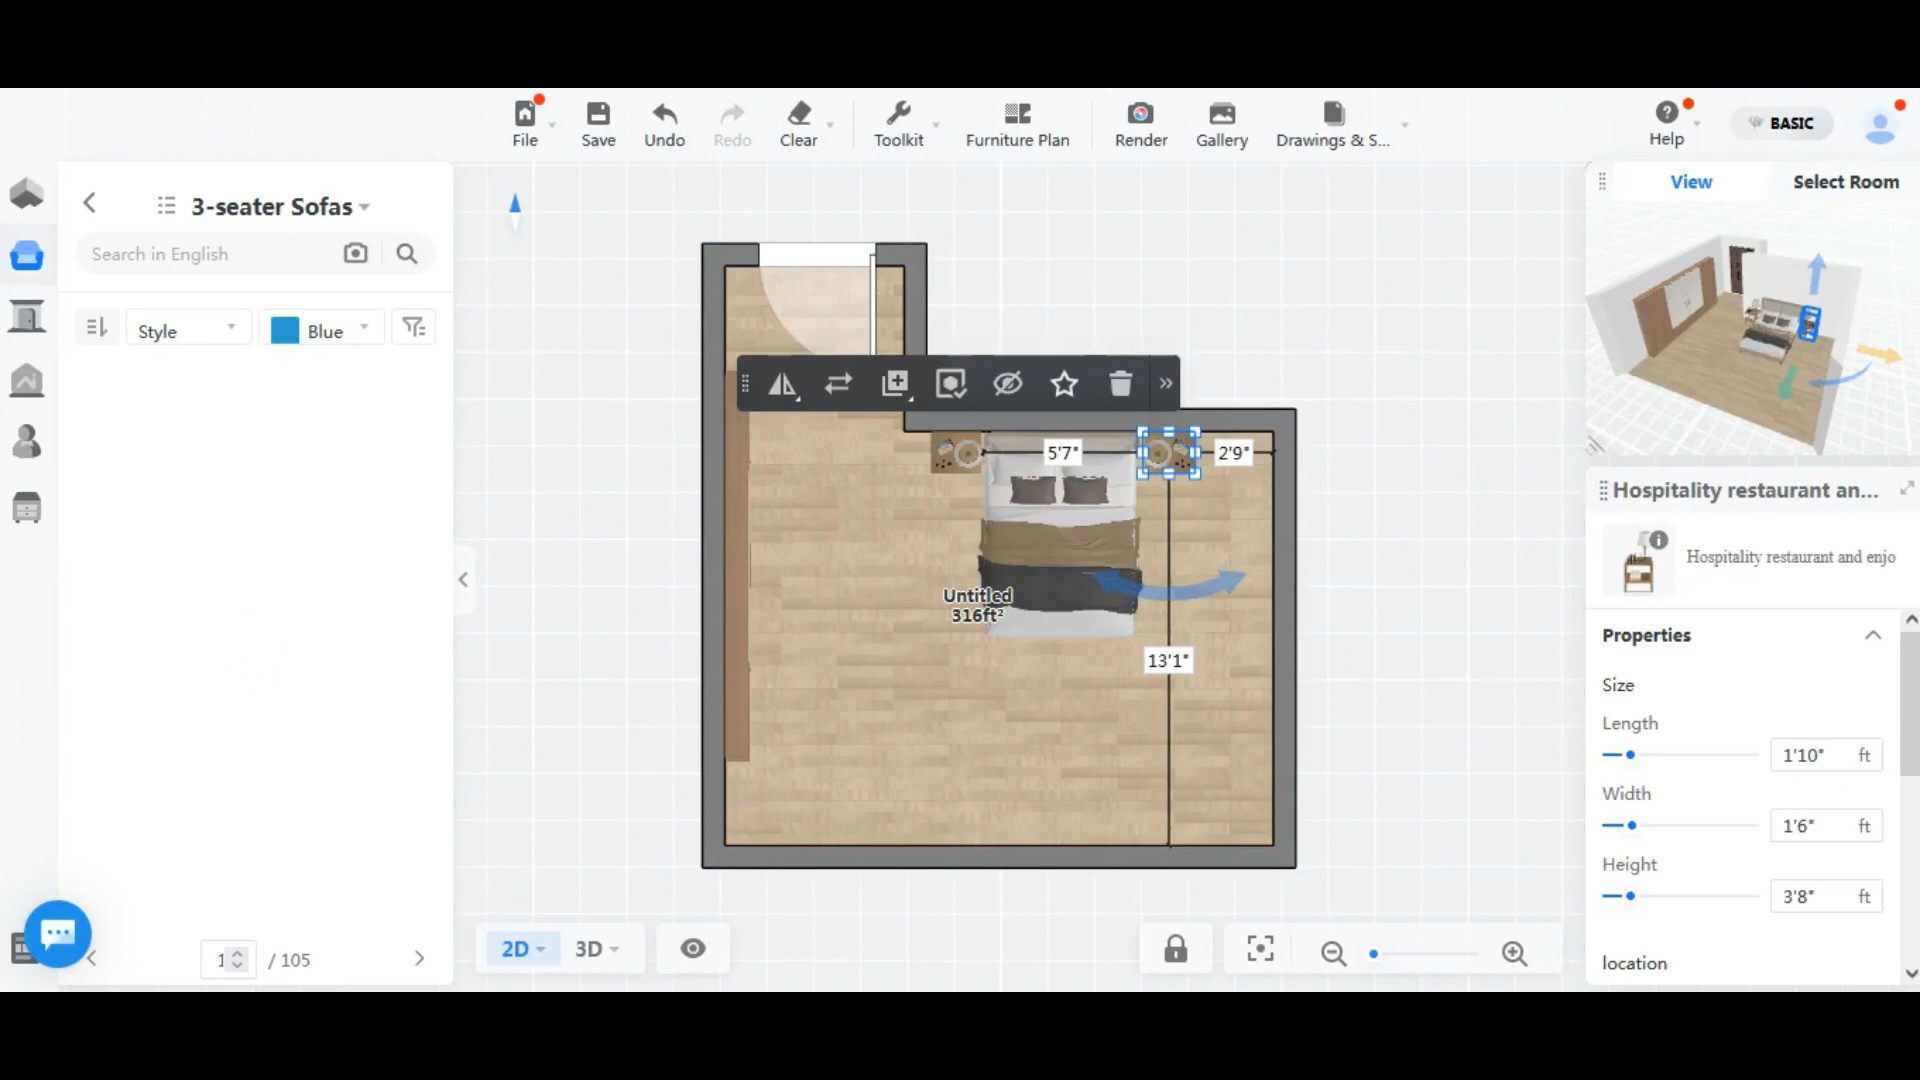 File
Save
Undo
Redo
Clear
Toolkit
Furniture Plan
Render
Gallery
Drawings & S...
Help
BASIC
3-seater Sofas
Search in English
Style
Blue
1 / 105
5'7"
2'9"
13'1"
Untitled
316ft²
2D
3D
View
Select Room
Hospitality restaurant an...
Hospitality restaurant and enjo
Properties
Size
Length
1'10" ft
Width
1'6" ft
Height
3'8" ft
location